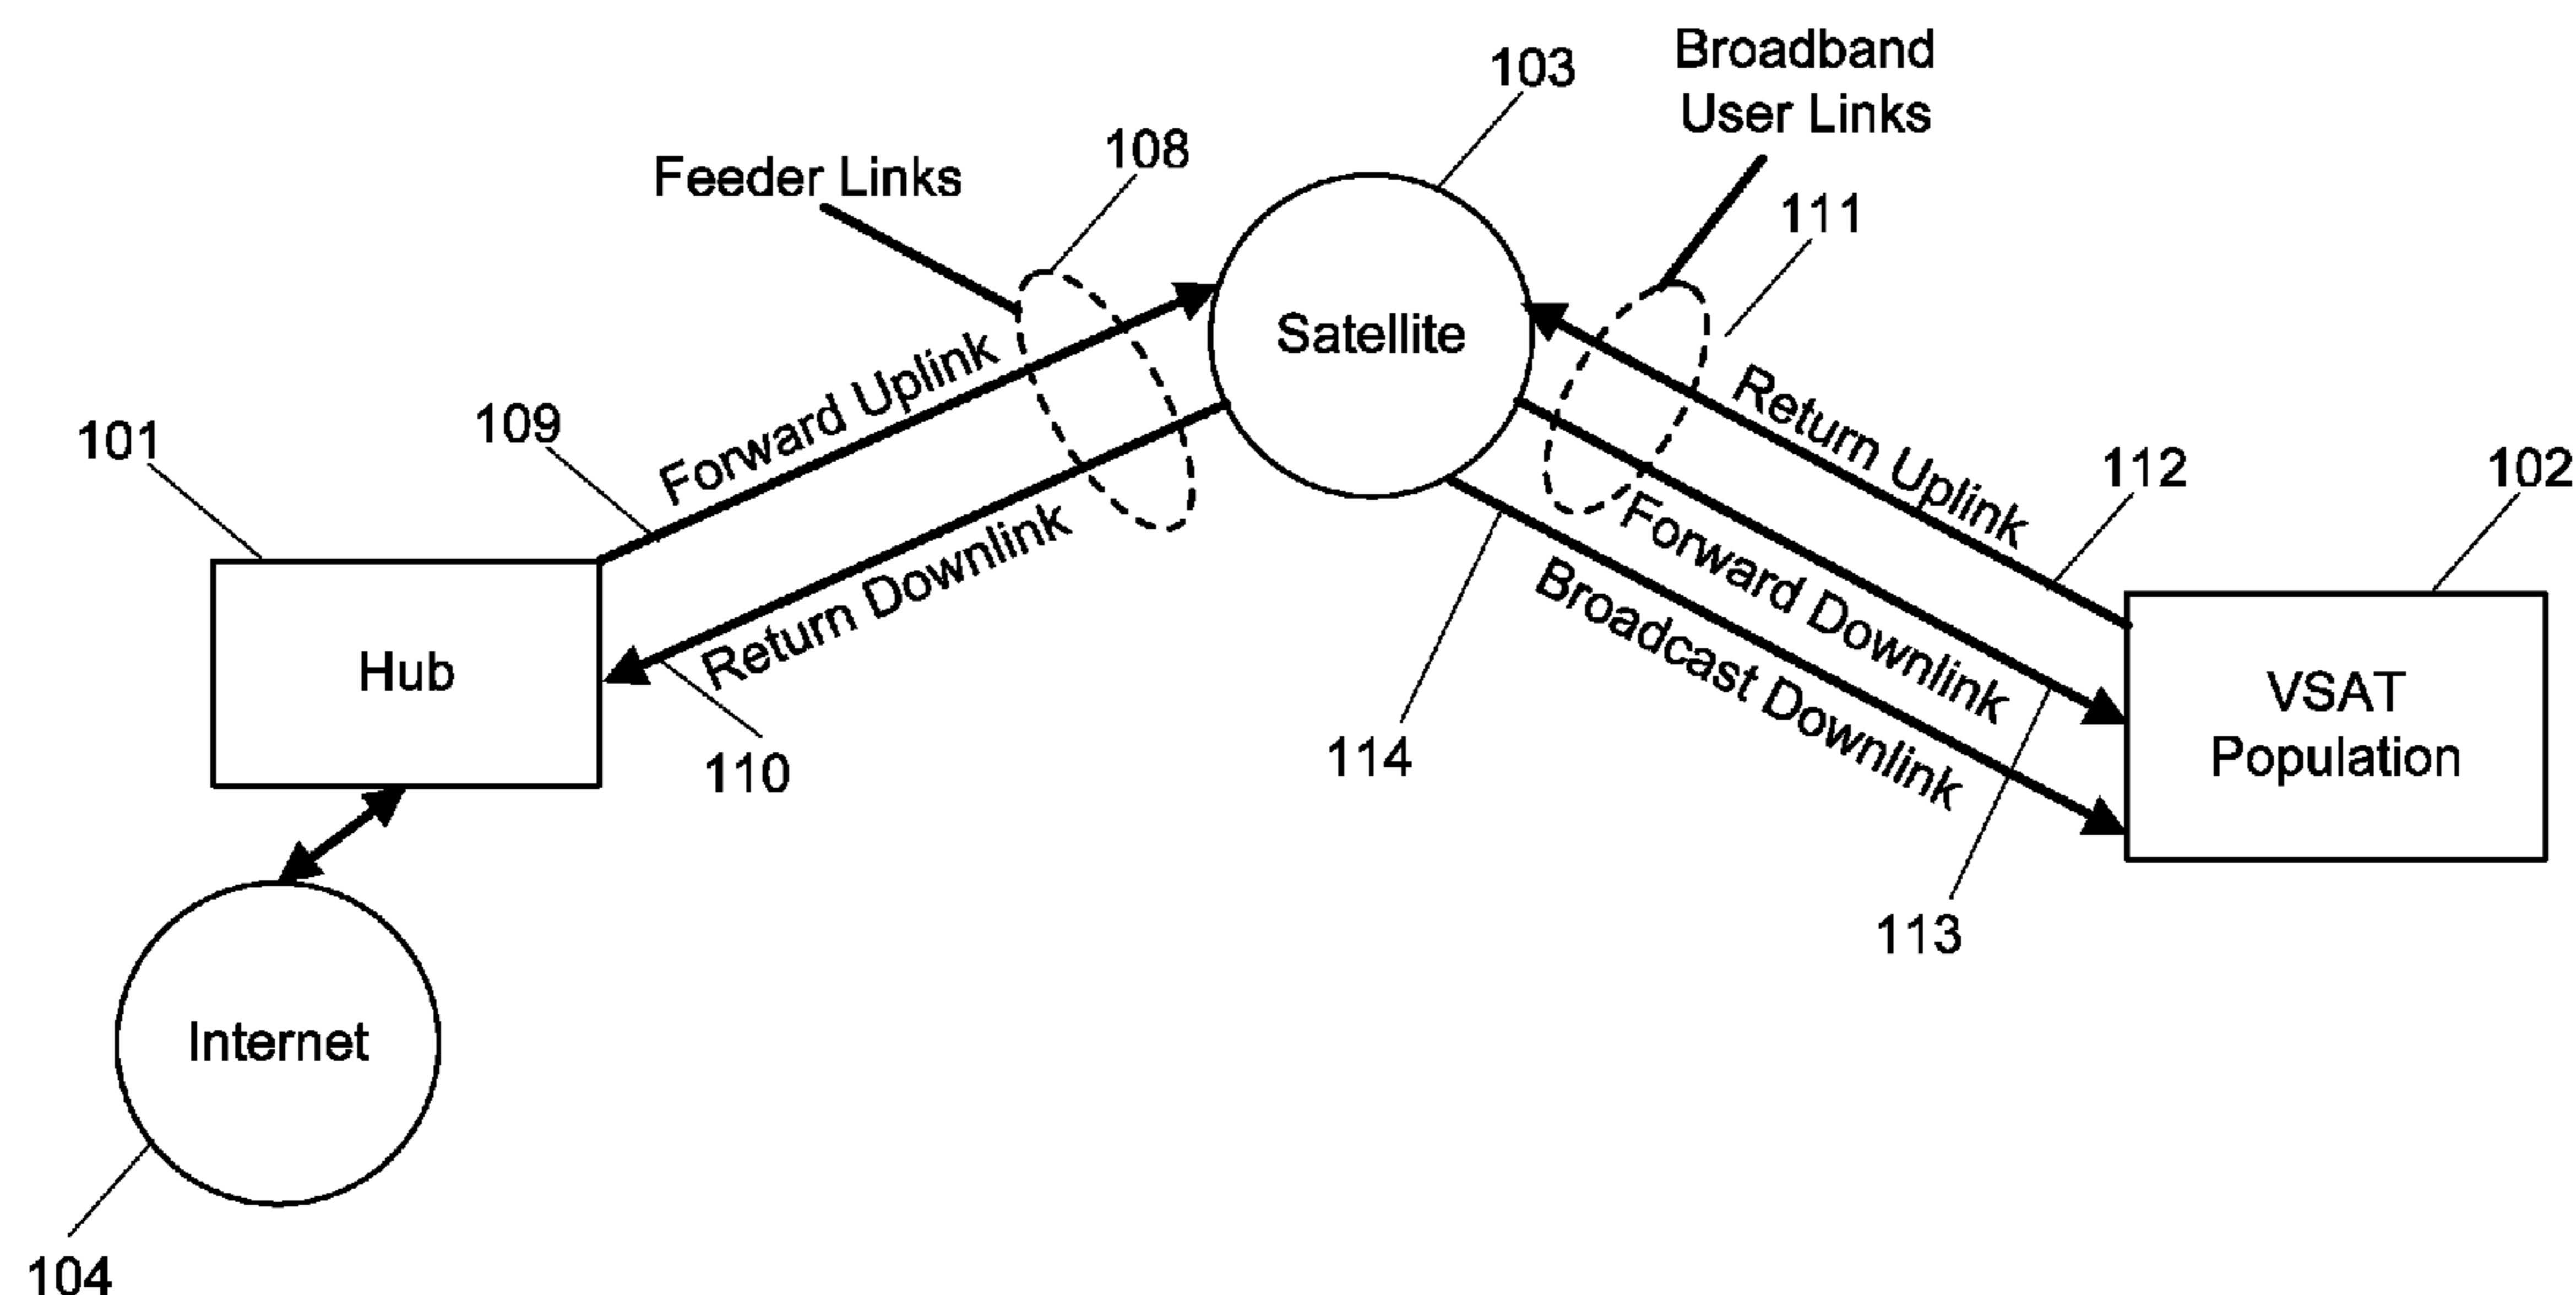 Broadband
User Links
103
108
Feeder Links
111
Satellite
Forward Uplink
Return Uplink
109
101
112
102
Return Downlink
Forward Downlink
Broadcast Downlink
Hub
VSAT
Population
110
114
113
Internet
104